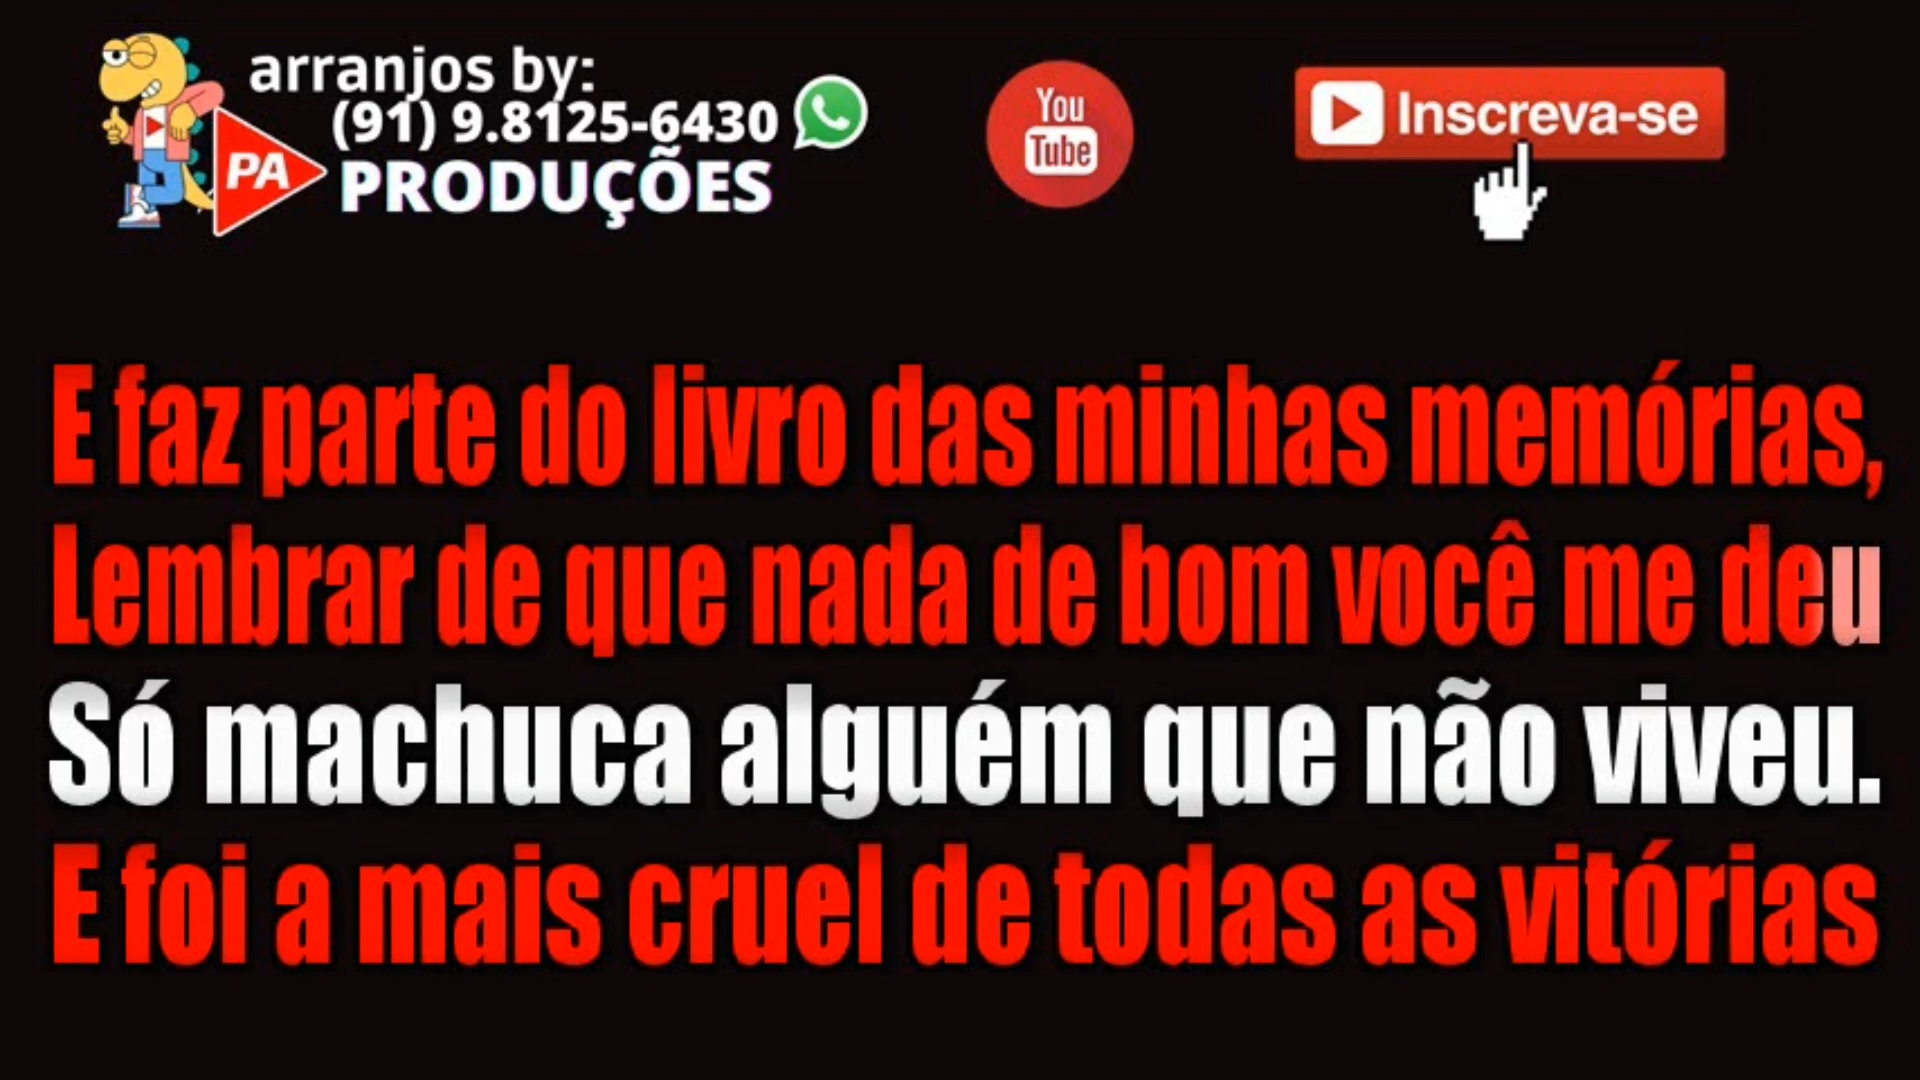 arranjos by:
(91) 9.8125-6430
PA PRODUÇÕES
You
Tube
Inscreva-se
E faz parte do livro das minhas memórias,
Lembrar de que nada de bom você me deu
Só machuca alguém que não viveu.
E foi a mais cruel de todas as vitórias